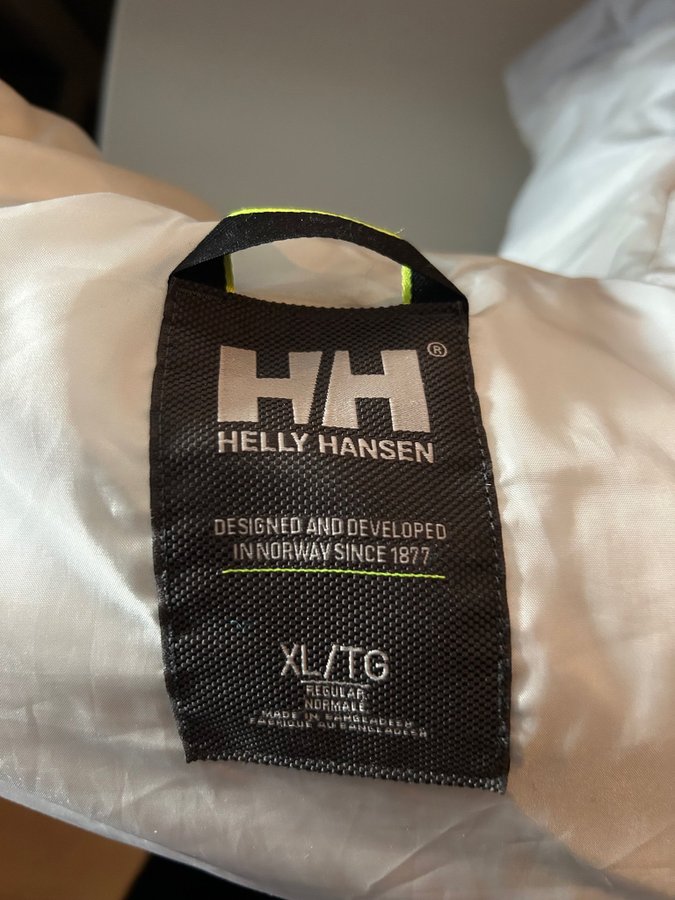 HH®
HELLY HANSEN
DESIGNED AND DEVELOPED
IN NORWAY SINCE 1877
XL/TG
REGULAR
NORMALE
MADE IN BANGLADESH
FABRIQUE AU BANGLADESH